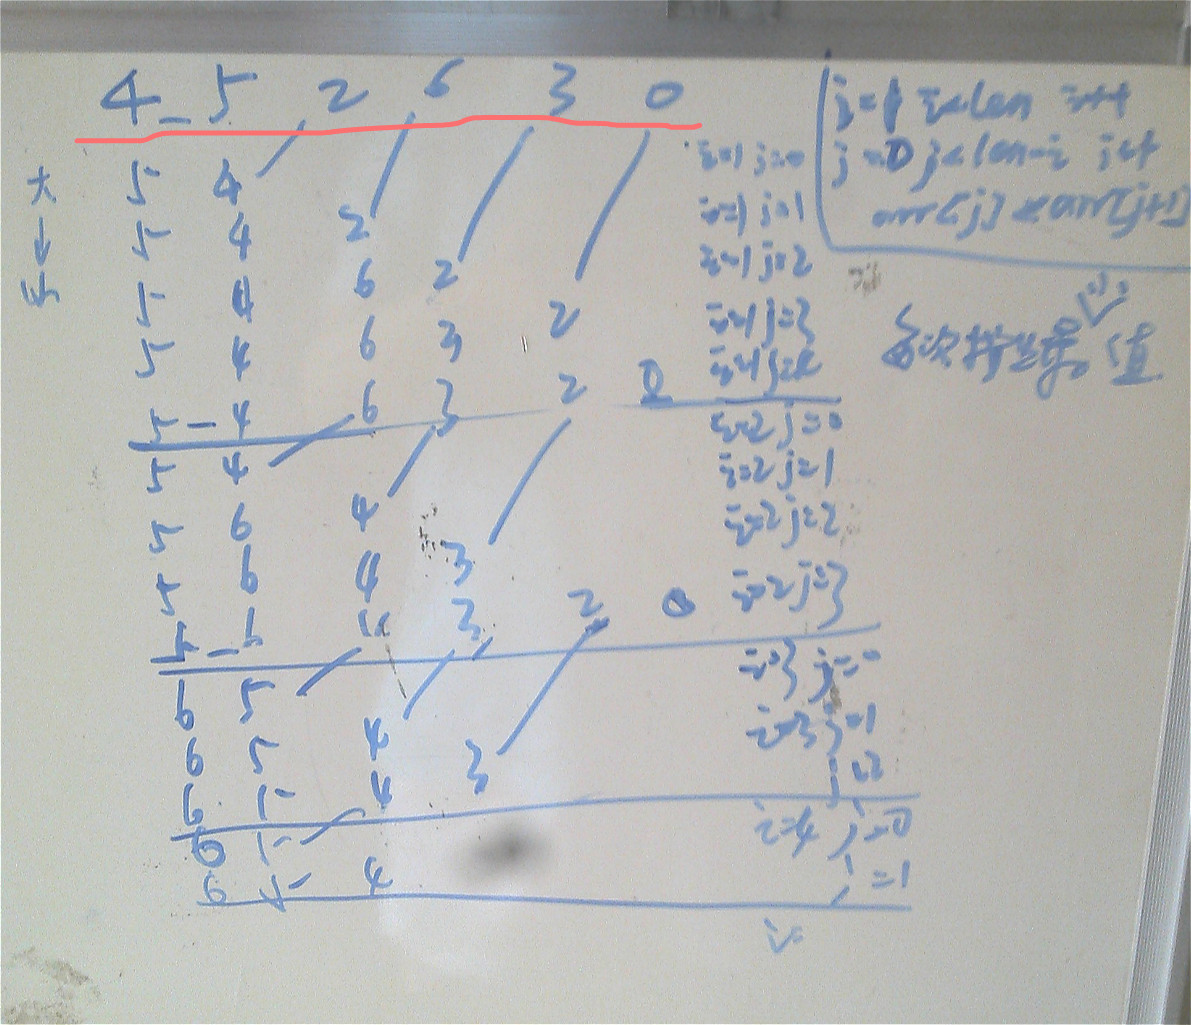 4 5 2 6 3 0
i=1 i<len i++
j=0 j<len-i j++
arr[j]<arr[j+1]
大
↓
小
5 4 i=1 j=0
5 4 2 i=1 j=1
5 4 6 2 i=1 j=2
5 4 6 3 2 i=1 j=3
5 4 6 3 2 0 i=1 j=4
每次 值
5 4 i=2 j=0
5 6 4 i=2 j=1
5 6 4 3 i=2 j=2
5 6 4 3 2 0 i=2 j=3
6 5 i=3 j=0
6 5 4 i=3 j=1
6 5 4 3 j=2
6 5 i=4 j=0
6 5 4 j=1
i=